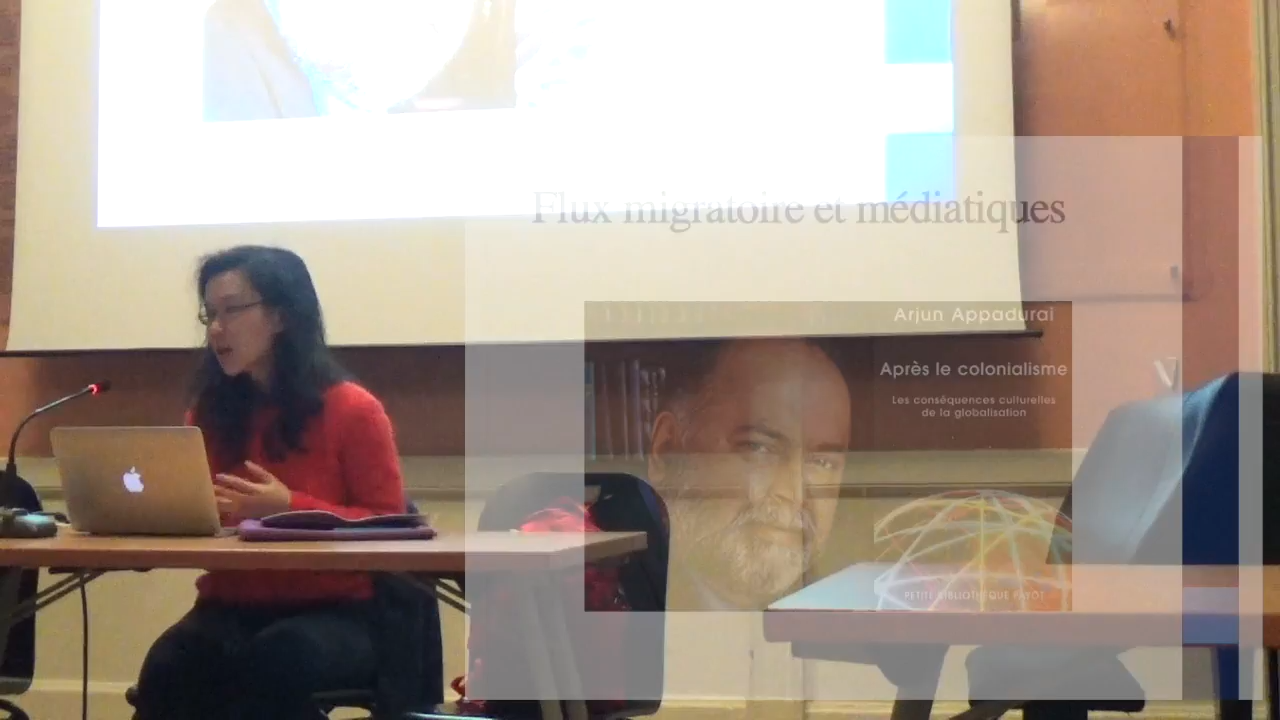 Flux migratoire et médiatiques
Arjun Appadurai
Après le colonialisme
Les conséquences culturelles
de la globalisation
PETITE BIBLIOTHÈQUE PAYOT